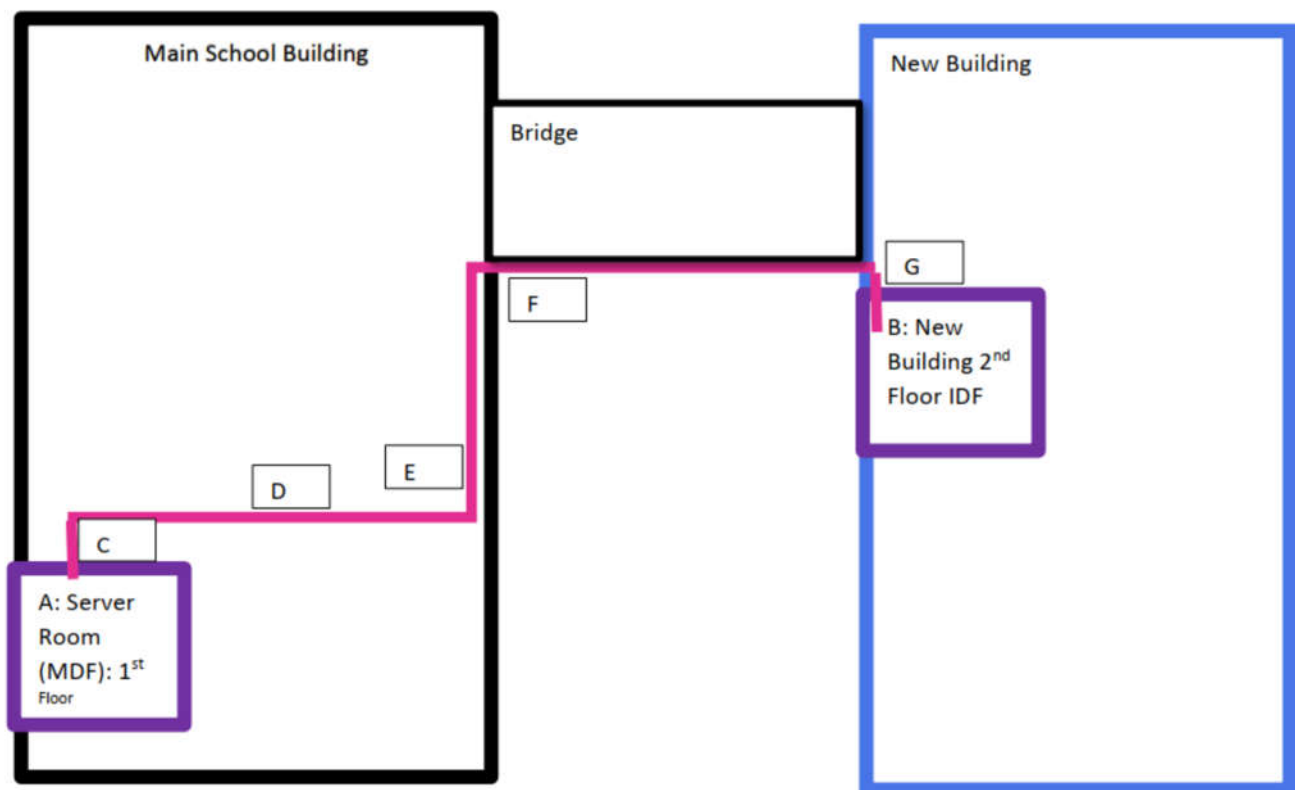 Main School Building
New Building
Bridge
G
F
B: New
Building 2nd
Floor IDF
E
D
C
A: Server
Room
(MDF): 1st
Floor